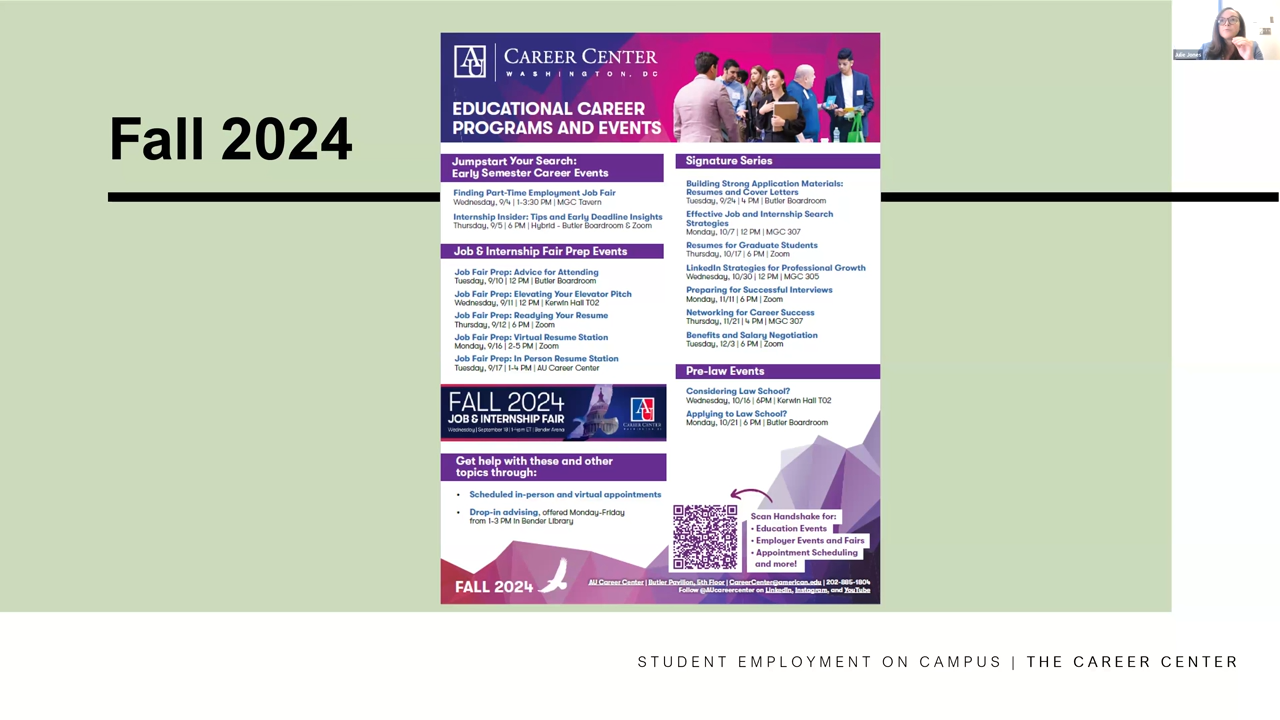 Fall 2024
AU
CAREER CENTER
WASHINGTON, DC
EDUCATIONAL CAREER
PROGRAMS AND EVENTS
Jumpstart Your Search:
Early Semester Career Events
Finding Part-Time Employment Job Fair
Wednesday, 9/4 | 1-3:30 PM | MGC Tavern
Internship Insider: Tips and Early Deadline Insights
Thursday, 9/5 | 6 PM | Hybrid - Butler Boardroom & Zoom
Job & Internship Fair Prep Events
Job Fair Prep: Advice for Attending
Tuesday, 9/10 | 12 PM | Butler Boardroom
Job Fair Prep: Elevating Your Elevator Pitch
Wednesday, 9/11 | 12 PM | Kerwin Hall T02
Job Fair Prep: Readying Your Resume
Thursday, 9/12 | 6 PM | Zoom
Job Fair Prep: Virtual Resume Station
Monday, 9/16 | 2-5 PM | Zoom
Job Fair Prep: In Person Resume Station
Tuesday, 9/17 | 1-4 PM | AU Career Center
FALL 2024
JOB & INTERNSHIP FAIR
Wednesday | September 18 | 1-4pm ET | Bender Arena
AU
CAREER CENTER
Get help with these and other
topics through:
• Scheduled in-person and virtual appointments
• Drop-in advising, offered Monday-Friday
from 1-3 PM in Bender Library
Signature Series
Building Strong Application Materials:
Resumes and Cover Letters
Tuesday, 9/24 | 4 PM | Butler Boardroom
Effective Job and Internship Search
Strategies
Monday, 10/7 | 12 PM | MGC 307
Resumes for Graduate Students
Thursday, 10/17 | 6 PM | Zoom
LinkedIn Strategies for Professional Growth
Wednesday, 10/30 | 12 PM | MGC 305
Preparing for Successful Interviews
Monday, 11/11 | 6 PM | Zoom
Networking for Career Success
Thursday, 11/21 | 4 PM | MGC 307
Benefits and Salary Negotiation
Tuesday, 12/3 | 6 PM | Zoom
Pre-law Events
Considering Law School?
Wednesday, 10/16 | 6PM | Kerwin Hall T02
Applying to Law School?
Monday, 10/21 | 6 PM | Butler Boardroom
Scan Handshake for:
• Education Events
• Employer Events and Fairs
• Appointment Scheduling
and more!
FALL 2024
AU Career Center | Butler Pavilion, 5th Floor | CareerCenter@american.edu | 202-885-1804
Follow @AUcareercenter on LinkedIn, Instagram, and YouTube
STUDENT EMPLOYMENT ON CAMPUS | THE CAREER CENTER
Julie Jones